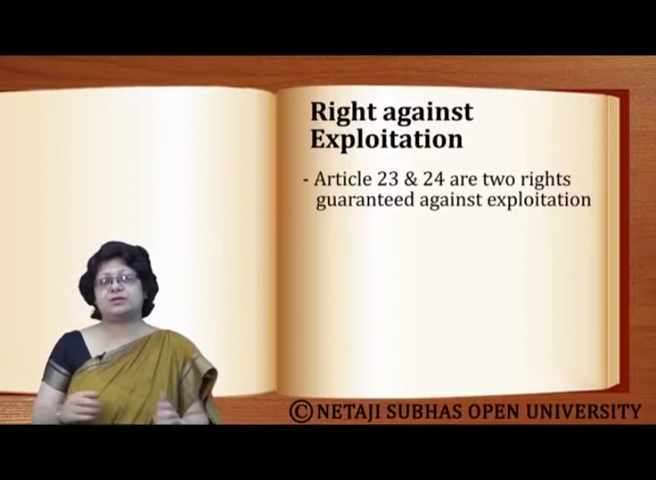 Right against
Exploitation
- Article 23 & 24 are two rights
guaranteed against exploitation
© NETAJI SUBHAS OPEN UNIVERSITY